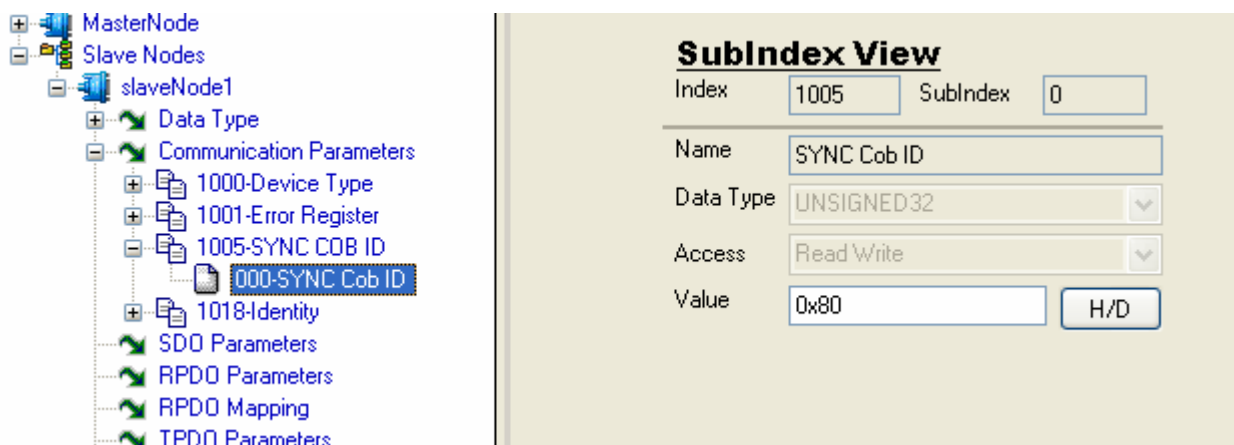 MasterNode
Slave Nodes
slaveNode1
Data Type
Communication Parameters
1000-Device Type
1001-Error Register
1005-SYNC COB ID
000-SYNC Cob ID
1018-Identity
SDO Parameters
RPDO Parameters
RPDO Mapping
TPDO Parameters
SubIndex View
Index 1005 SubIndex 0
Name SYNC Cob ID
Data Type UNSIGNED32
Access Read Write
Value 0x80 H/D